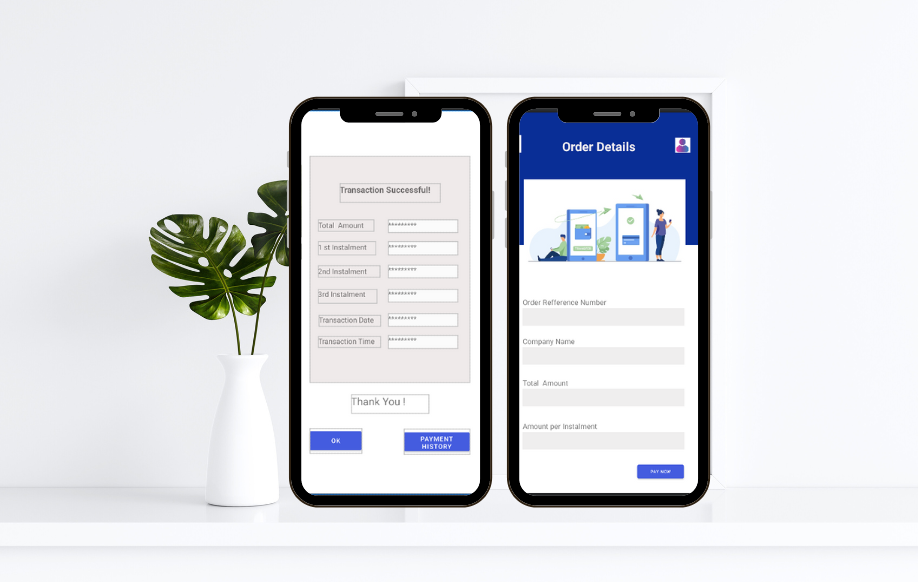 Transaction Successful!
Total Amount *********
1.st Instalment *********
2nd Instalment *********
3rd Instalment *********
Transaction Date *********
Transaction Time *********
Thank You !
OK
PAYMENT
HISTORY
Order Details
Order Refference Number
Company Name
Total Amount
Amount per Instalment
PAY NOW